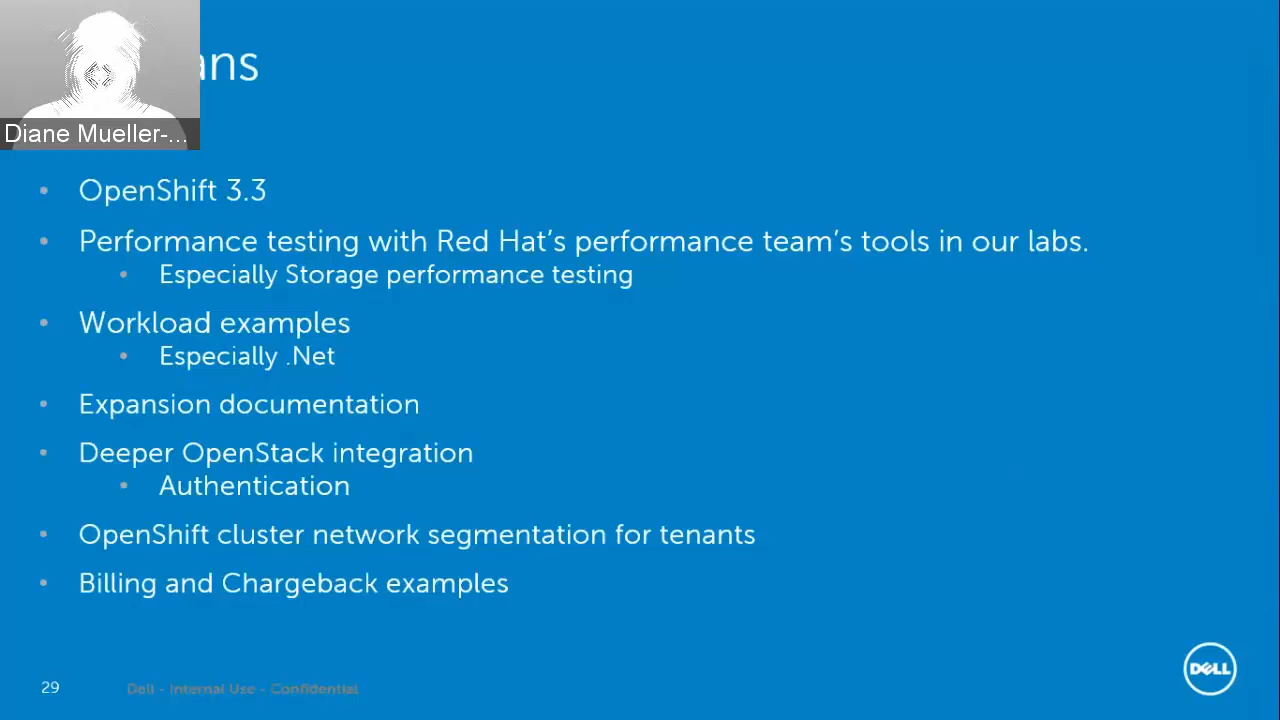 ans
Diane Mueller-...
• OpenShift 3.3
• Performance testing with Red Hat's performance team's tools in our labs.
• Especially Storage performance testing
• Workload examples
• Especially .Net
• Expansion documentation
• Deeper OpenStack integration
• Authentication
• OpenShift cluster network segmentation for tenants
• Billing and Chargeback examples
29 Dell - Internal Use - Confidential
DELL